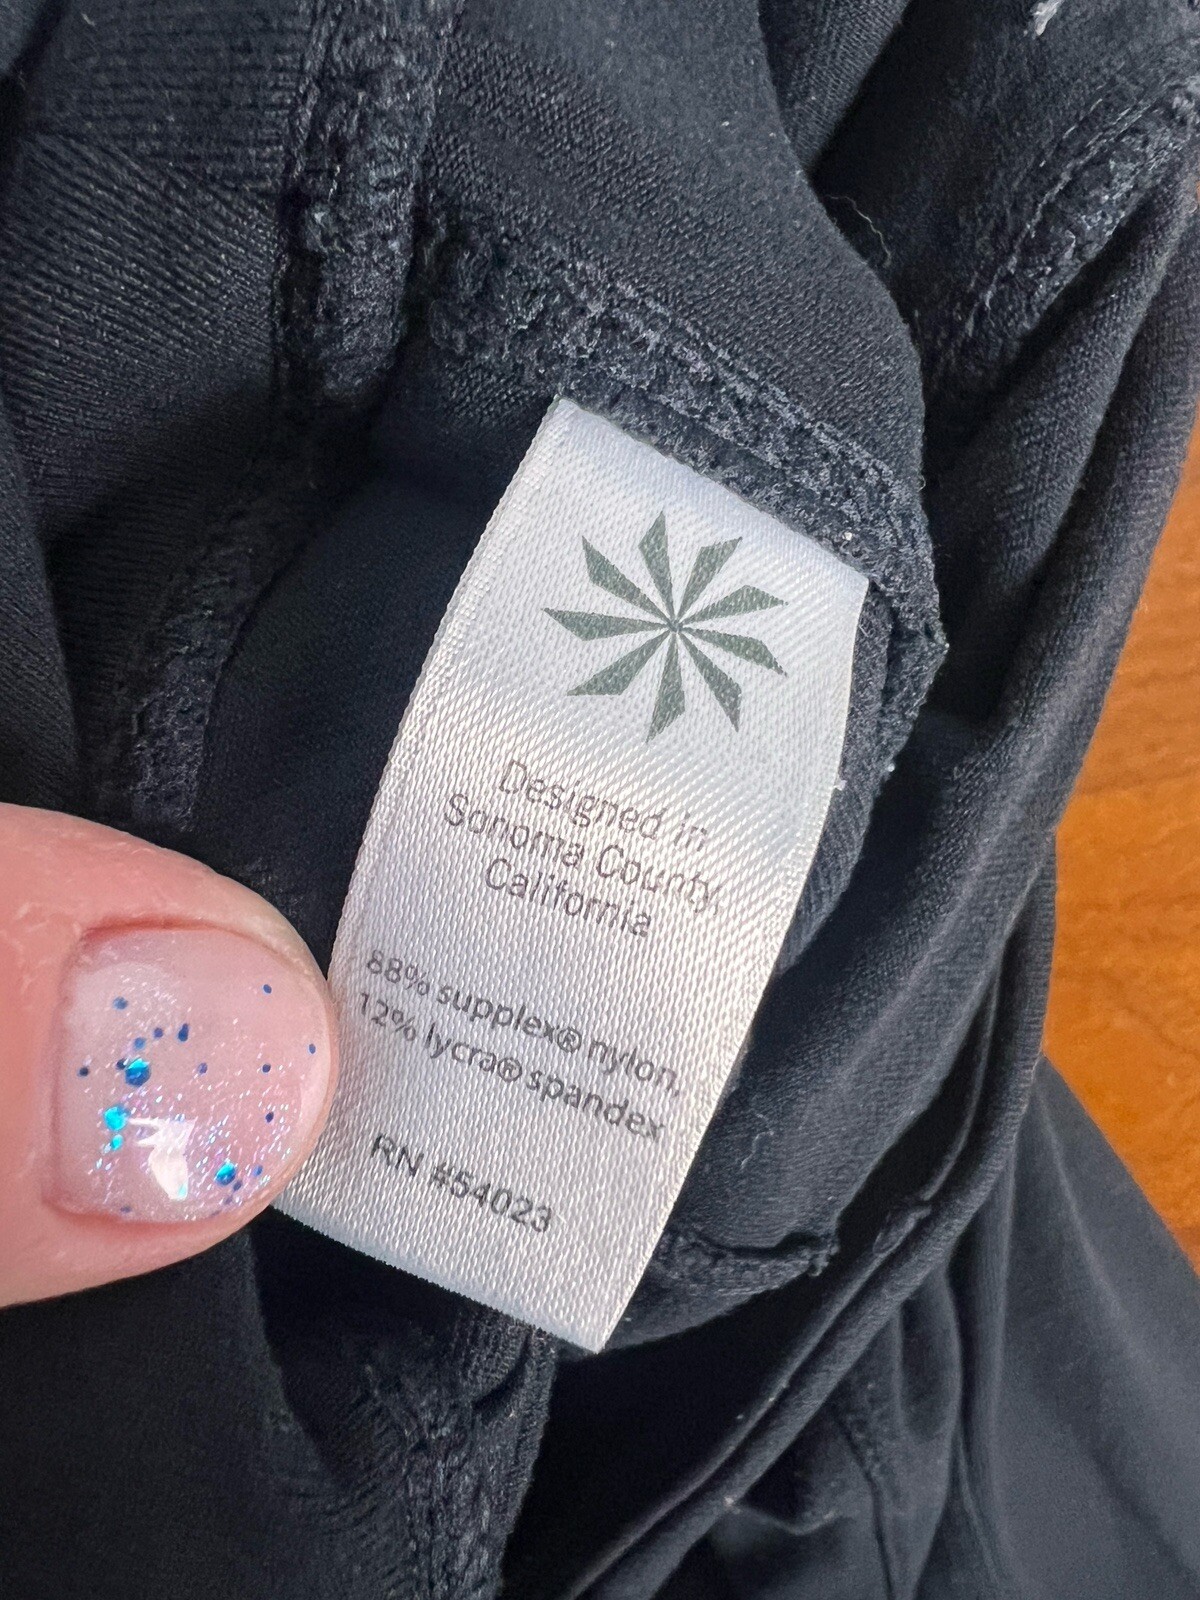 Designed in
Sonoma County,
California
88% supplex® nylon,
12% lycra® spandex
RN #54023